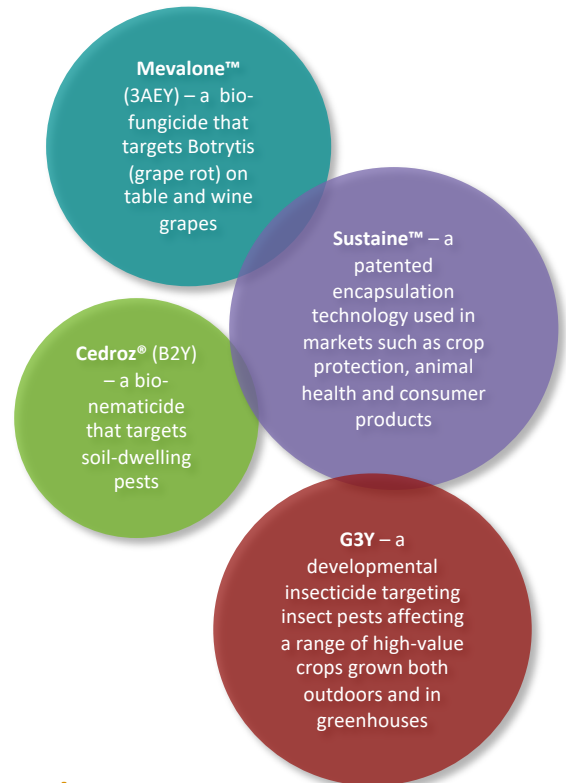 Mevalone™
(3AEY) – a bio-
fungicide that
targets Botrytis
(grape rot) on
table and wine
grapes
Sustaine™ – a
patented
encapsulation
technology used in
markets such as crop
protection, animal
health and consumer
products
Cedroz® (B2Y)
– a bio-
nematicide
that targets
soil-dwelling
pests
G3Y – a
developmental
insecticide targeting
insect pests affecting
a range of high-value
crops grown both
outdoors and in
greenhouses